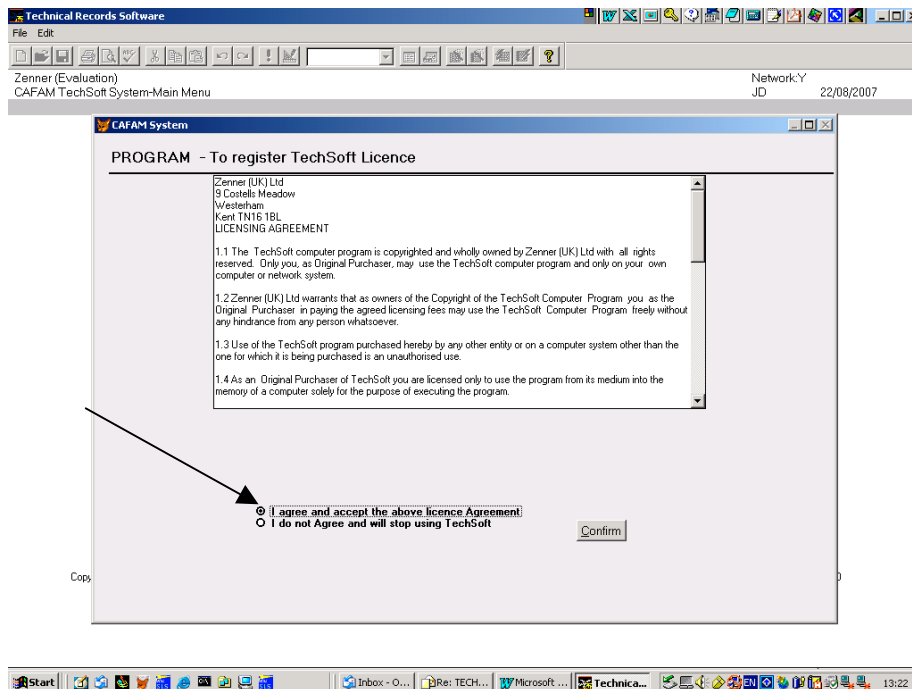 Technical Records Software
File Edit
Zenner (Evaluation)
Network:Y
CAFAM TechSoft System-Main Menu
JD 22/08/2007
CAFAM System
PROGRAM - To register TechSoft Licence
Zenner (UK) Ltd
9 Costells Meadow
Westerham
Kent TN16 1BL
LICENSING AGREEMENT
1.1 The TechSoft computer program is copyrighted and wholly owned by Zenner (UK) Ltd with all rights
reserved. Only you, as Original Purchaser, may use the TechSoft computer program and only on your own
computer or network system.
1.2 Zenner (UK) Ltd warrants that as owners of the Copyright of the TechSoft Computer Program you as the
Original Purchaser in paying the agreed licensing fees may use the TechSoft Computer Program freely without
any hindrance from any person whatsoever.
1.3 Use of the TechSoft program purchased hereby by any other entity or on a computer system other than the
one for which it is being purchased is an unauthorised use.
1.4 As an Original Purchaser of TechSoft you are licensed only to use the program from its medium into the
memory of a computer solely for the purpose of executing the program.
I agree and accept the above licence Agreement
I do not Agree and will stop using TechSoft
Confirm
Copy
Start
Inbox - O...
Re: TECH...
Microsoft ...
Technica...
EN
13:22